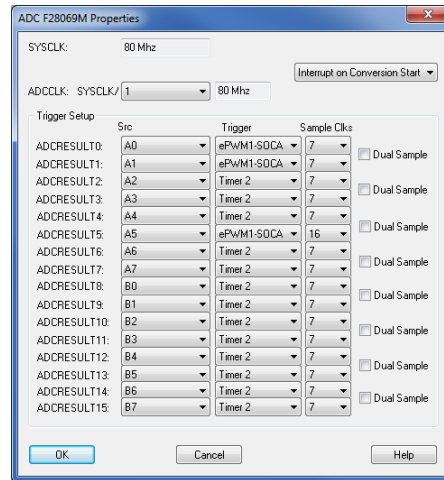 ADC F28069M Properties
SYSCLK: 80 Mhz
Interrupt on Conversion Start
ADCCLK: SYSCLK/ 1 80 Mhz
Trigger Setup
Src Trigger Sample Clks
ADCRESULT0: A0 ePWM1-SOCA 7
Dual Sample
ADCRESULT1: A1 ePWM1-SOCA 7
ADCRESULT2: A2 Timer 2 7
Dual Sample
ADCRESULT3: A3 Timer 2 7
ADCRESULT4: A4 Timer 2 7
Dual Sample
ADCRESULT5: A5 ePWM1-SOCA 16
ADCRESULT6: A6 Timer 2 7
Dual Sample
ADCRESULT7: A7 Timer 2 7
ADCRESULT8: B0 Timer 2 7
Dual Sample
ADCRESULT9: B1 Timer 2 7
ADCRESULT10: B2 Timer 2 7
Dual Sample
ADCRESULT11: B3 Timer 2 7
ADCRESULT12: B4 Timer 2 7
Dual Sample
ADCRESULT13: B5 Timer 2 7
ADCRESULT14: B6 Timer 2 7
Dual Sample
ADCRESULT15: B7 Timer 2 7
OK Cancel Help